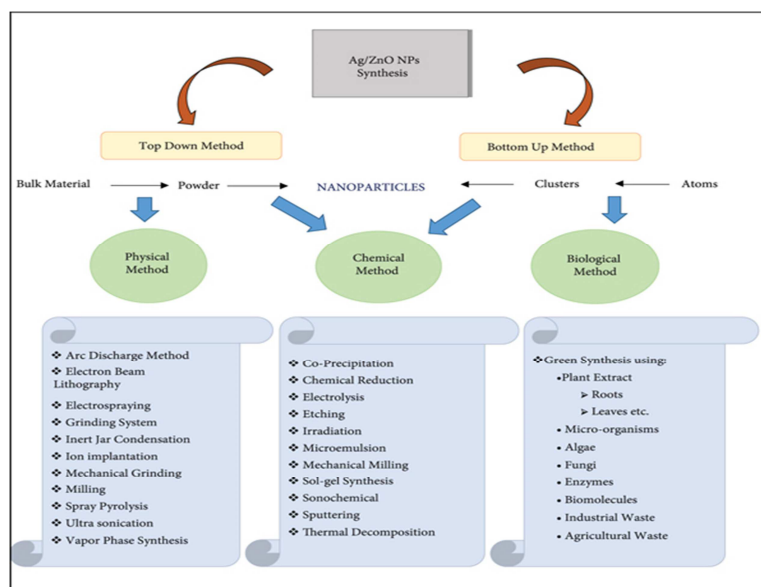 Ag/ZnO NPs
Synthesis
Top Down Method
Bottom Up Method
Bulk Material
Powder
NANOPARTICLES
Clusters
Atoms
Physical
Method
Chemical
Method
Biological
Method
❖ Arc Discharge Method
❖ Electron Beam
Lithography
❖ Electrospraying
❖ Grinding System
❖ Inert Jar Condensation
❖ Ion implantation
❖ Mechanical Grinding
❖ Milling
❖ Spray Pyrolysis
❖ Ultra sonication
❖ Vapor Phase Synthesis
❖ Co-Precipitation
❖ Chemical Reduction
❖ Electrolysis
❖ Etching
❖ Irradiation
❖ Microemulsion
❖ Mechanical Milling
❖ Sol-gel Synthesis
❖ Sonochemical
❖ Sputtering
❖ Thermal Decomposition
❖ Green Synthesis using:
•Plant Extract
➢ Roots
➢ Leaves etc.
• Micro-organisms
• Algae
• Fungi
• Enzymes
• Biomolecules
• Industrial Waste
• Agricultural Waste